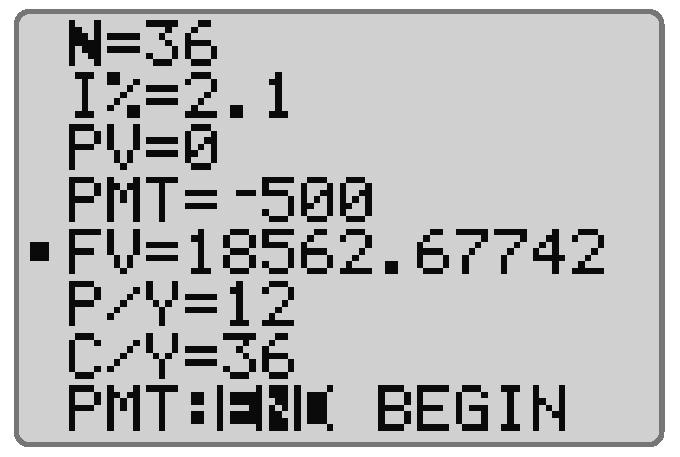 N=36
I%=2.1
PV=0
PMT=-500
▪FV=18562.67742
P/Y=12
C/Y=36
PMT:END BEGIN